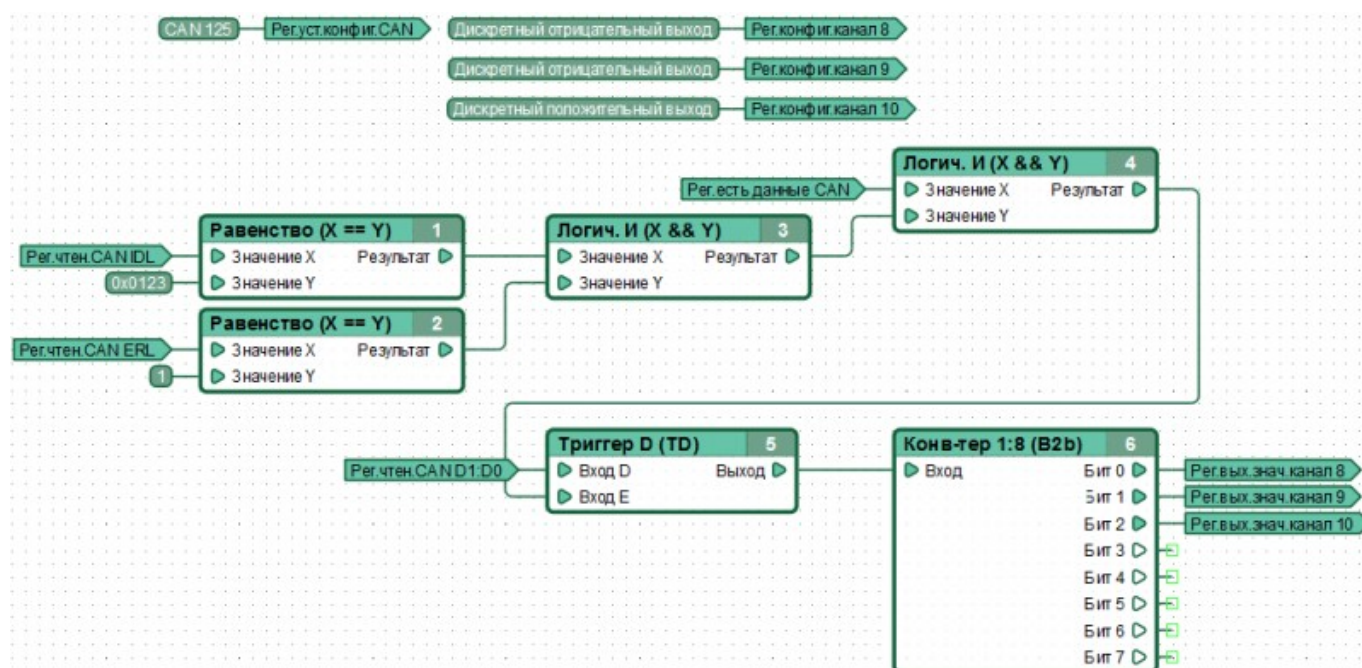 CAN 125 Рег.уст.конфиг.CAN Дискретный отрицательный выход Рег.конфиг.канал 8
Дискретный отрицательный выход Рег.конфиг.канал 9
Дискретный положительный выход Рег.конфиг.канал 10
Логич. И (X && Y) 4
Рег.есть данные CAN Значение X Результат
Значение Y
Равенство (X == Y) 1 Логич. И (X && Y) 3
Рег.чтен.CAN IDL Значение X Результат Значение X Результат
0x0123 Значение Y Значение Y
Равенство (X == Y) 2
Рег.чтен.CAN ERL Значение X Результат
1 Значение Y
Триггер D (TD) 5 Конв-тер 1:8 (B2b) 6
Рег.чтен.CAN D1:D0 Вход D Выход Вход Бит 0 Рег.вых.знач.канал 8
Вход E Бит 1 Рег.вых.знач.канал 9
Бит 2 Рег.вых.знач.канал 10
Бит 3
Бит 4
Бит 5
Бит 6
Бит 7